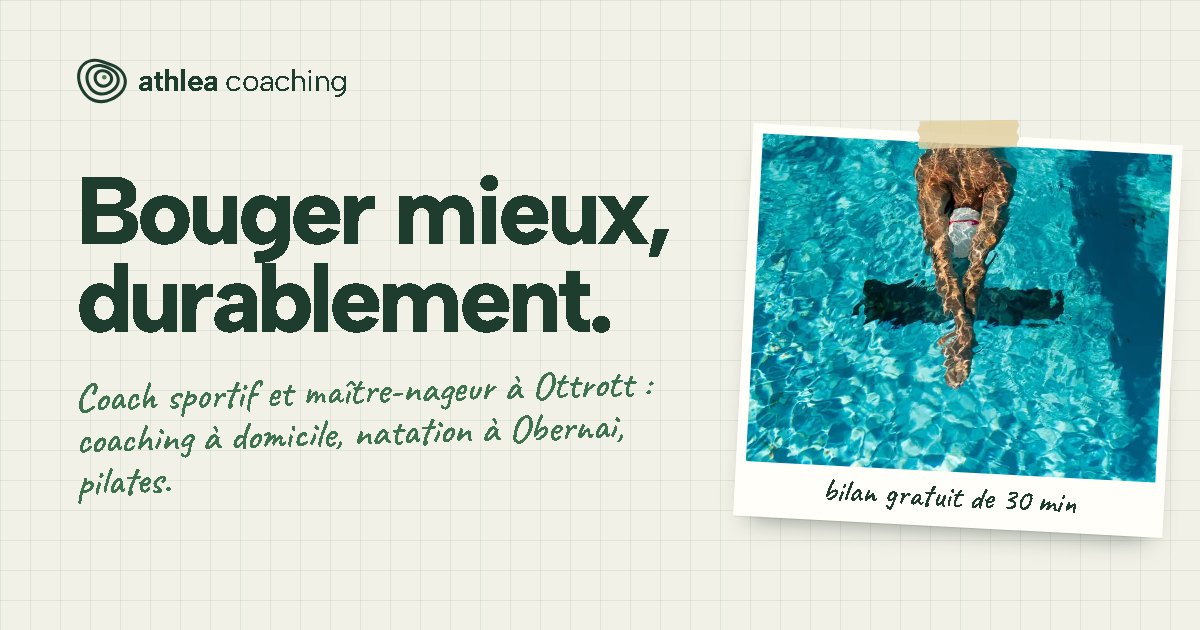 athlea coaching
Bouger mieux,
durablement.
Coach sportif et maître-nageur à Ottrott :
coaching à domicile, natation à Obernai,
pilates.
bilan gratuit de 30 min